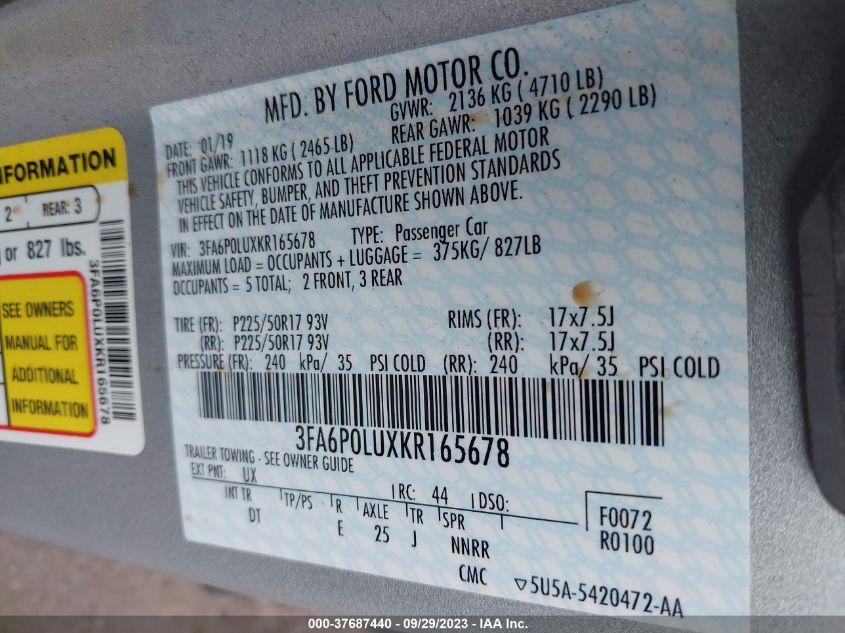 MFD. BY FORD MOTOR CO.
DATE: 01/19 GVWR: 2136 KG ( 4710 LB)
FRONT GAWR: 1118 KG ( 2465 LB) REAR GAWR: 1039 KG ( 2290 LB)
THIS VEHICLE CONFORMS TO ALL APPLICABLE FEDERAL MOTOR
VEHICLE SAFETY, BUMPER, AND THEFT PREVENTION STANDARDS
IN EFFECT ON THE DATE OF MANUFACTURE SHOWN ABOVE.
VIN: 3FA6P0LUXKR165678 TYPE: Passenger Car
MAXIMUM LOAD = OCCUPANTS + LUGGAGE = 375KG/ 827LB
OCCUPANTS = 5 TOTAL; 2 FRONT, 3 REAR
TIRE (FR): P225/50R17 93V RIMS (FR): 17x7.5J
(RR): P225/50R17 93V (RR): 17x7.5J
PRESSURE (FR): 240 kPa/ 35 PSI COLD (RR): 240 kPa/ 35 PSI COLD
3FA6P0LUXKR165678
TRAILER TOWING - SEE OWNER GUIDE
EXT PNT: UX RC: 44 DSO:
INT TR TP/PS R AXLE TR SPR F0072
DT E 25 J NNRR R0100
CMC ▽5U5A-5420472-AA
INFORMATION
2 REAR: 3
or 827 lbs.
SEE OWNERS
MANUAL FOR
ADDITIONAL
INFORMATION
3FA6P0LUXKR165678
000-37687440 - 09/29/2023 - IAA Inc.